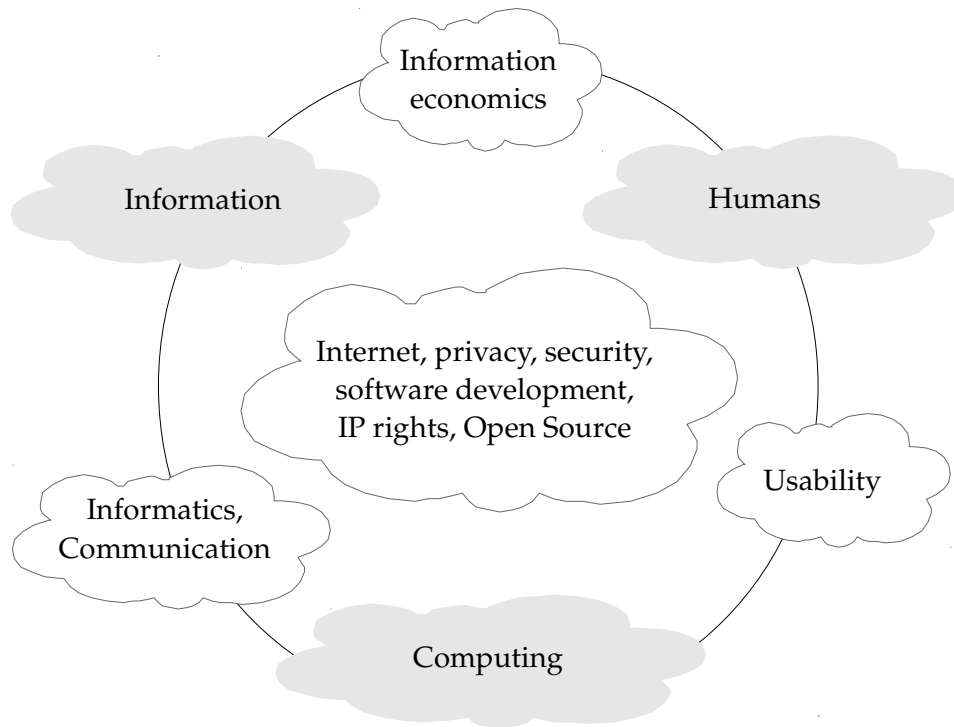 Information
economics
Information
Humans
Internet, privacy, security,
software development,
IP rights, Open Source
Usability
Informatics,
Communication
Computing